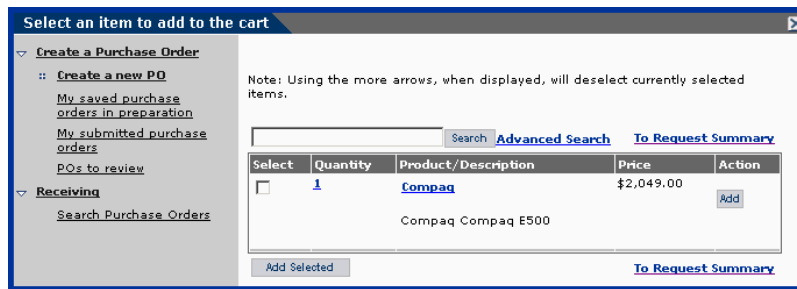 Select an item to add to the cart
Create a Purchase Order
Create a new PO
My saved purchase
orders in preparation
My submitted purchase
orders
POs to review
Receiving
Search Purchase Orders
Note: Using the more arrows, when displayed, will deselect currently selected
items.
Search Advanced Search To Request Summary
Select Quantity Product/Description Price Action
1 Compaq $2,049.00 Add
Compaq Compaq E500
Add Selected To Request Summary